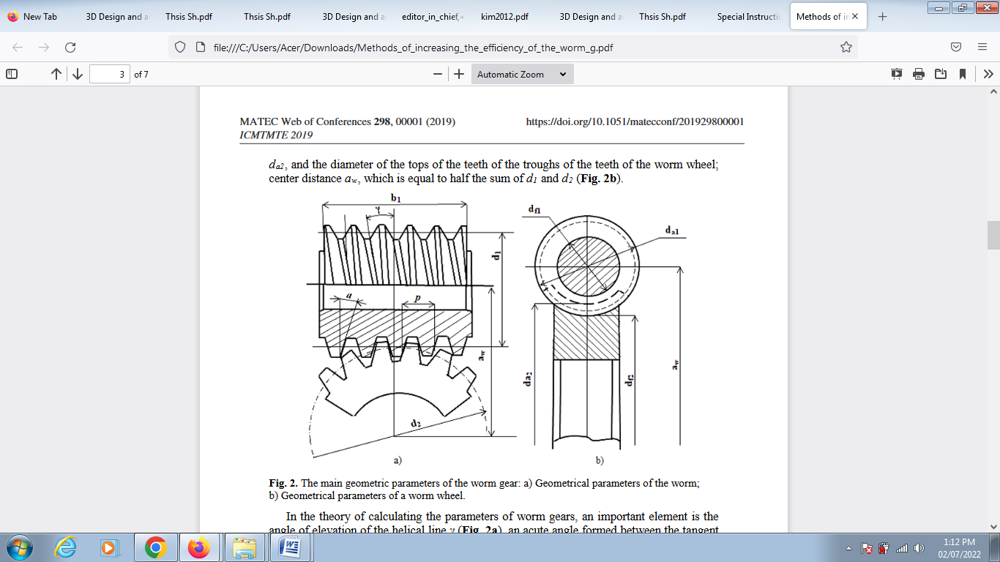 New Tab
3D Design and a
Thsis Sh.pdf
Thsis Sh.pdf
3D Design and a
editor_in_chief,+
kim2012.pdf
3D Design and a
Thsis Sh.pdf
Special Instructi
Methods of in
file:///C:/Users/Acer/Downloads/Methods_of_increasing_the_efficiency_of_the_worm_g.pdf
3 of 7
Automatic Zoom
MATEC Web of Conferences 298, 00001 (2019)
https://doi.org/10.1051/matecconf/201929800001
ICMTMTE 2019
da2, and the diameter of the tops of the teeth of the troughs of the teeth of the worm wheel;
center distance aw, which is equal to half the sum of d1 and d2 (Fig. 2b).
b1
γ
d1
a
p
aw
d2
a)
df1
da1
da2
df2
aw
b)
Fig. 2. The main geometric parameters of the worm gear: a) Geometrical parameters of the worm;
b) Geometrical parameters of a worm wheel.
In the theory of calculating the parameters of worm gears, an important element is the
angle of elevation of the helical line γ (Fig. 2a), an acute angle formed between the tangent
1:12 PM
02/07/2022